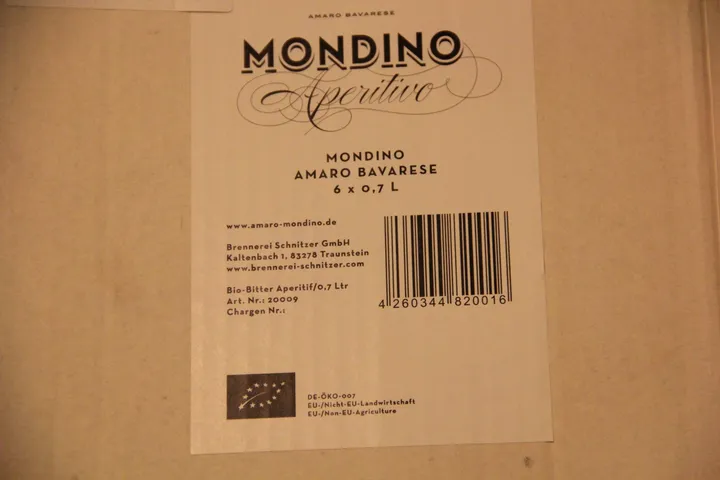 AMARO BAVARESE
MONDINO
Aperitivo
MONDINO
AMARO BAVARESE
6 x 0,7 L
www.amaro-mondino.de
Brennerei Schnitzer GmbH
Kaltenbach 1, 83278 Traunstein
www.brennerei-schnitzer.com
Bio-Bitter Aperitif/0,7 Ltr
Art. Nr.: 20009
Chargen Nr.:
4 260344 820016
DE-ÖKO-007
EU-/Nicht-EU-Landwirtschaft
EU-/Non-EU-Agriculture